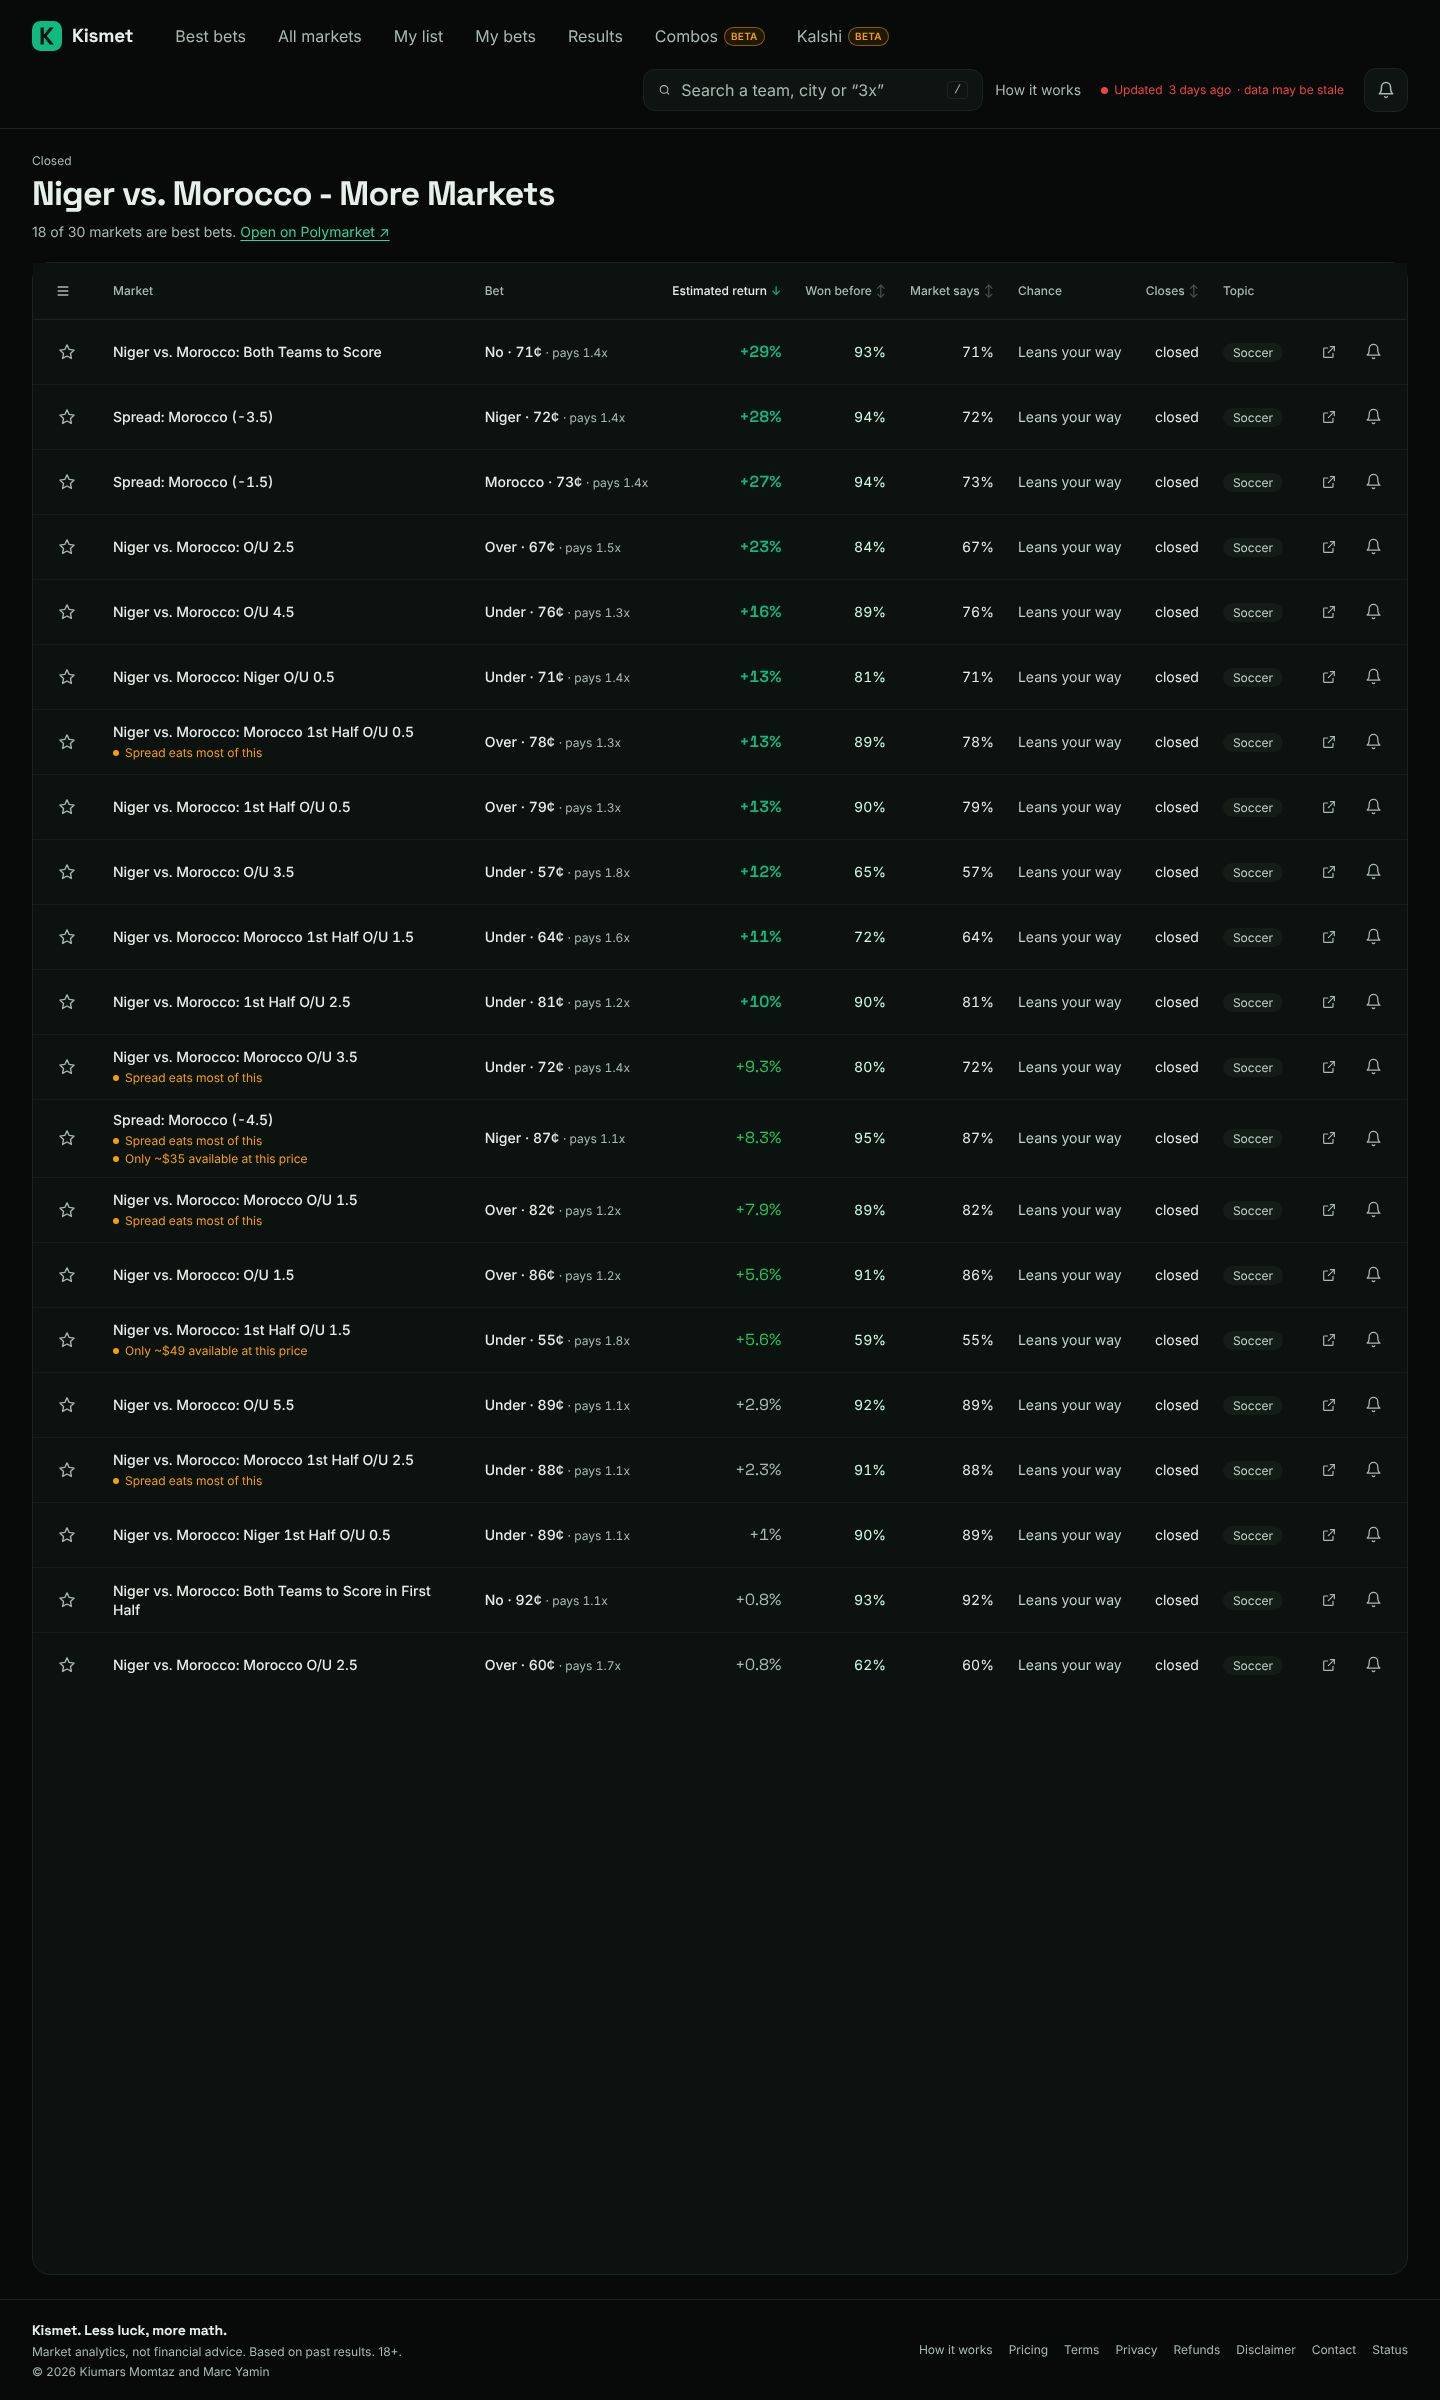 K Kismet Best bets All markets My list My bets Results Combos BETA Kalshi BETA
Search a team, city or “3x” / How it works Updated 3 days ago · data may be stale
Closed
Niger vs. Morocco - More Markets
18 of 30 markets are best bets. Open on Polymarket ↗
Market Bet Estimated return ↓ Won before Market says Chance Closes Topic
Niger vs. Morocco: Both Teams to Score No · 71¢ · pays 1.4x +29% 93% 71% Leans your way closed Soccer
Spread: Morocco (-3.5) Niger · 72¢ · pays 1.4x +28% 94% 72% Leans your way closed Soccer
Spread: Morocco (-1.5) Morocco · 73¢ · pays 1.4x +27% 94% 73% Leans your way closed Soccer
Niger vs. Morocco: O/U 2.5 Over · 67¢ · pays 1.5x +23% 84% 67% Leans your way closed Soccer
Niger vs. Morocco: O/U 4.5 Under · 76¢ · pays 1.3x +16% 89% 76% Leans your way closed Soccer
Niger vs. Morocco: Niger O/U 0.5 Under · 71¢ · pays 1.4x +13% 81% 71% Leans your way closed Soccer
Niger vs. Morocco: Morocco 1st Half O/U 0.5
Spread eats most of this
Over · 78¢ · pays 1.3x +13% 89% 78% Leans your way closed Soccer
Niger vs. Morocco: 1st Half O/U 0.5 Over · 79¢ · pays 1.3x +13% 90% 79% Leans your way closed Soccer
Niger vs. Morocco: O/U 3.5 Under · 57¢ · pays 1.8x +12% 65% 57% Leans your way closed Soccer
Niger vs. Morocco: Morocco 1st Half O/U 1.5 Under · 64¢ · pays 1.6x +11% 72% 64% Leans your way closed Soccer
Niger vs. Morocco: 1st Half O/U 2.5 Under · 81¢ · pays 1.2x +10% 90% 81% Leans your way closed Soccer
Niger vs. Morocco: Morocco O/U 3.5
Spread eats most of this
Under · 72¢ · pays 1.4x +9.3% 80% 72% Leans your way closed Soccer
Spread: Morocco (-4.5)
Spread eats most of this
Only ~$35 available at this price
Niger · 87¢ · pays 1.1x +8.3% 95% 87% Leans your way closed Soccer
Niger vs. Morocco: Morocco O/U 1.5
Spread eats most of this
Over · 82¢ · pays 1.2x +7.9% 89% 82% Leans your way closed Soccer
Niger vs. Morocco: O/U 1.5 Over · 86¢ · pays 1.2x +5.6% 91% 86% Leans your way closed Soccer
Niger vs. Morocco: 1st Half O/U 1.5
Only ~$49 available at this price
Under · 55¢ · pays 1.8x +5.6% 59% 55% Leans your way closed Soccer
Niger vs. Morocco: O/U 5.5 Under · 89¢ · pays 1.1x +2.9% 92% 89% Leans your way closed Soccer
Niger vs. Morocco: Morocco 1st Half O/U 2.5
Spread eats most of this
Under · 88¢ · pays 1.1x +2.3% 91% 88% Leans your way closed Soccer
Niger vs. Morocco: Niger 1st Half O/U 0.5 Under · 89¢ · pays 1.1x +1% 90% 89% Leans your way closed Soccer
Niger vs. Morocco: Both Teams to Score in First
Half
No · 92¢ · pays 1.1x +0.8% 93% 92% Leans your way closed Soccer
Niger vs. Morocco: Morocco O/U 2.5 Over · 60¢ · pays 1.7x +0.8% 62% 60% Leans your way closed Soccer
Kismet. Less luck, more math.
Market analytics, not financial advice. Based on past results. 18+.
© 2026 Kiumars Momtaz and Marc Yamin
How it works Pricing Terms Privacy Refunds Disclaimer Contact Status